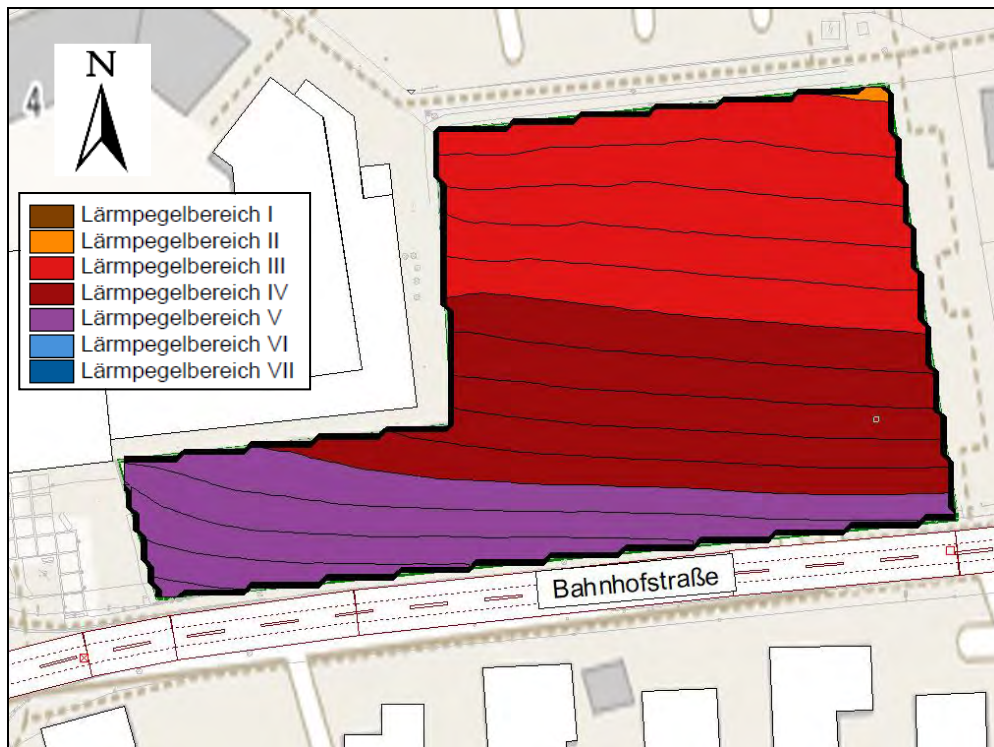 N
4
Lärmpegelbereich I
Lärmpegelbereich II
Lärmpegelbereich III
Lärmpegelbereich IV
Lärmpegelbereich V
Lärmpegelbereich VI
Lärmpegelbereich VII
Bahnhofstraße